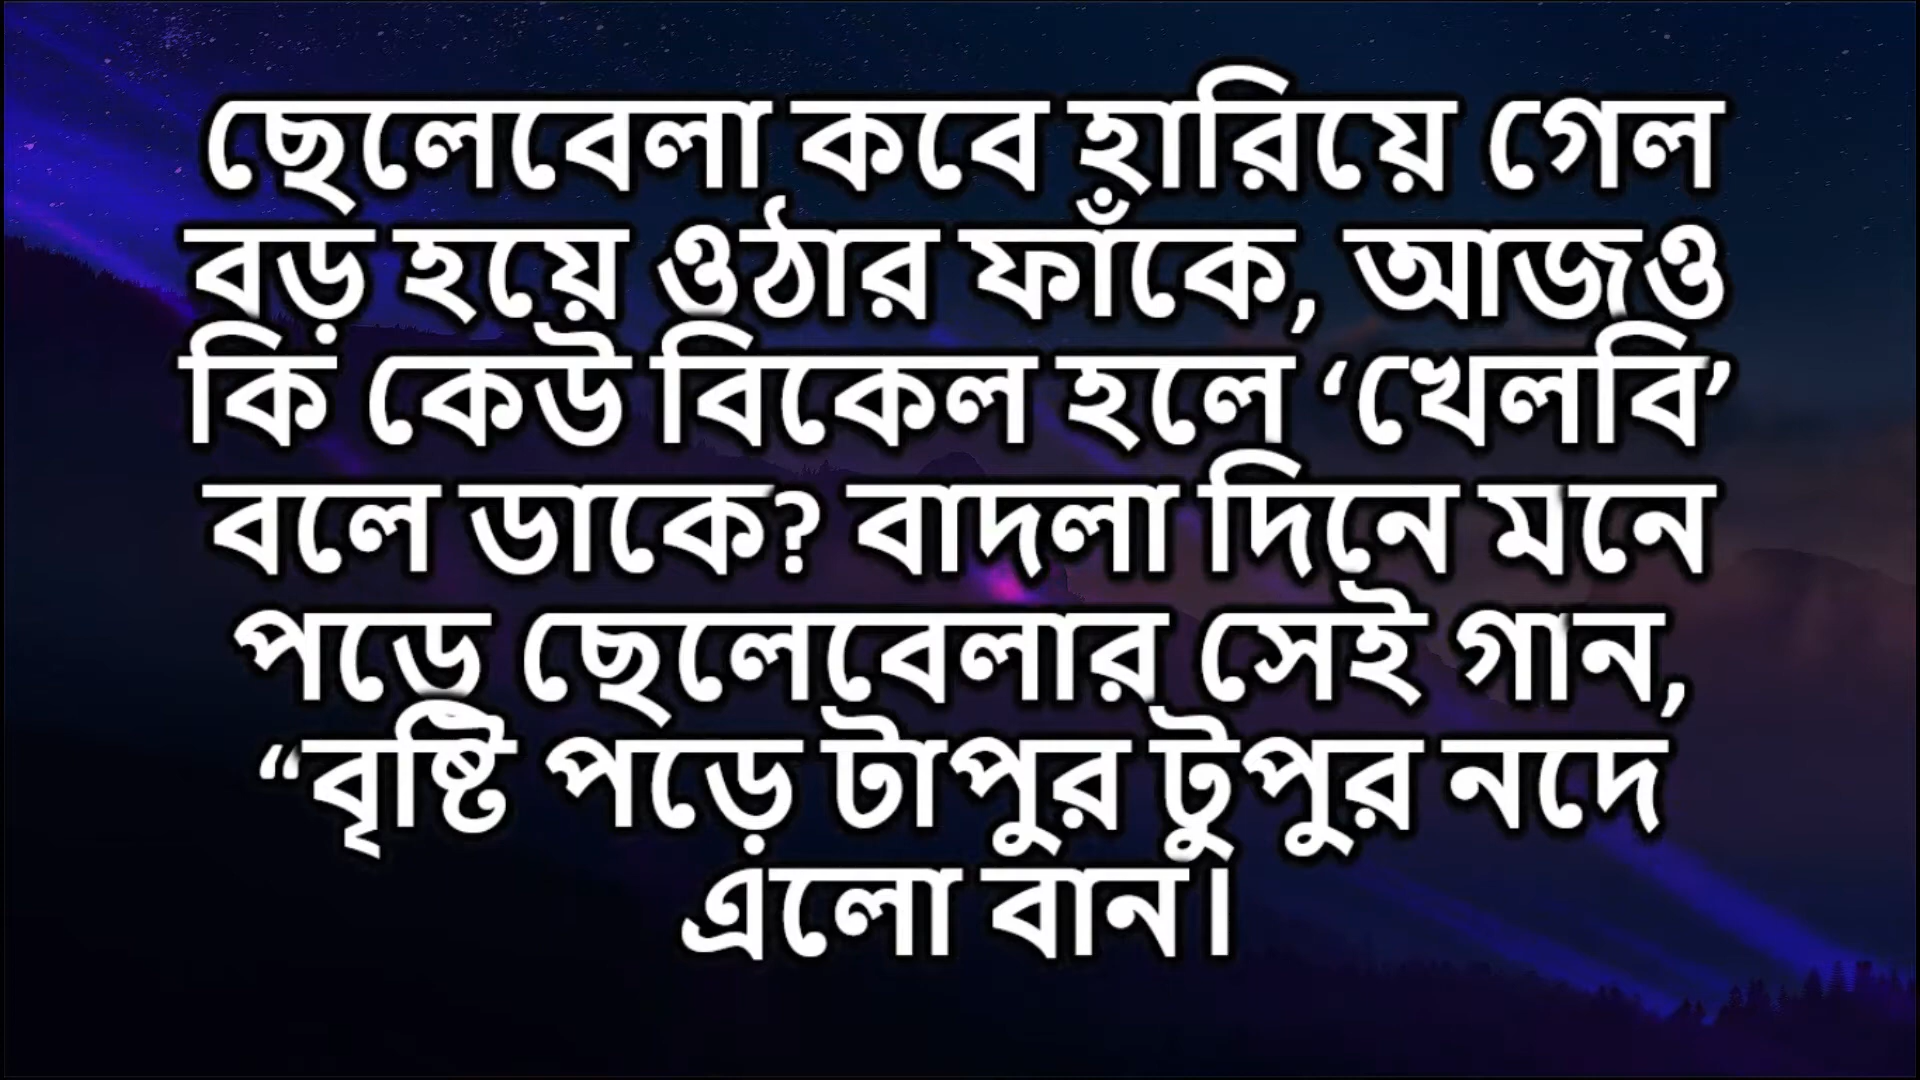 ছেলেবেলা কবে হারিয়ে গেল
বড় হয়ে ওঠার ফাঁকে, আজও
কি কেউ বিকেল হলে ‘খেলবি’
বলে ডাকে? বাদলা দিনে মনে
পড়ে ছেলেবেলার সেই গান,
“বৃষ্টি পড়ে টাপুর টুপুর নদে
এলো বান।